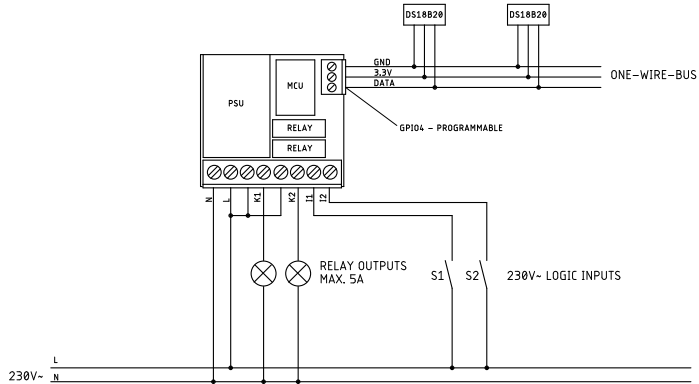 DS18B20 DS18B20
GND
3.3V
DATA
ONE-WIRE-BUS
PSU
MCU
GPIO4 - PROGRAMMABLE
RELAY
RELAY
N L K1 K2 I1 I2
RELAY OUTPUTS
MAX. 5A
S1 S2 230V~ LOGIC INPUTS
L
230V~ N